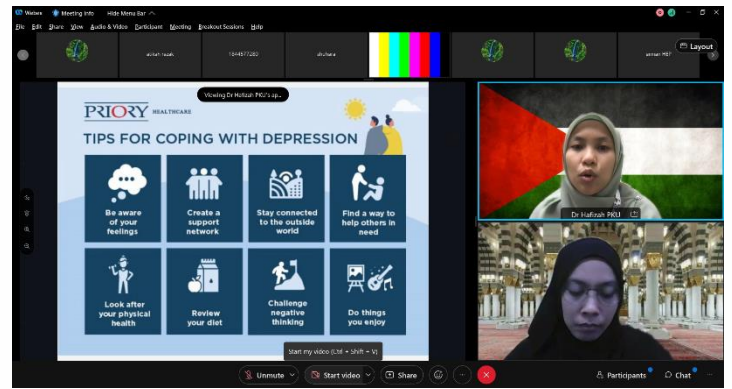 Webex Meeting Info Hide Menu Bar
File Edit Share View Audio & Video Participant Meeting Breakout Sessions Help
1844577280
shuhara
Layout
Viewing Dr Hafizah PKU's ap...
PRIORY HEALTHCARE
TIPS FOR COPING WITH DEPRESSION
Be aware
of your
feelings
Create a
support
network
Stay connected
to the outside
world
Find a way to
help others in
need
Look after
your physical
health
Review
your diet
Challenge
negative
thinking
Do things
you enjoy
Dr Hafizah PKU
Start my video (Ctrl + Shift + V)
Unmute
Start video
Share
Participants
Chat